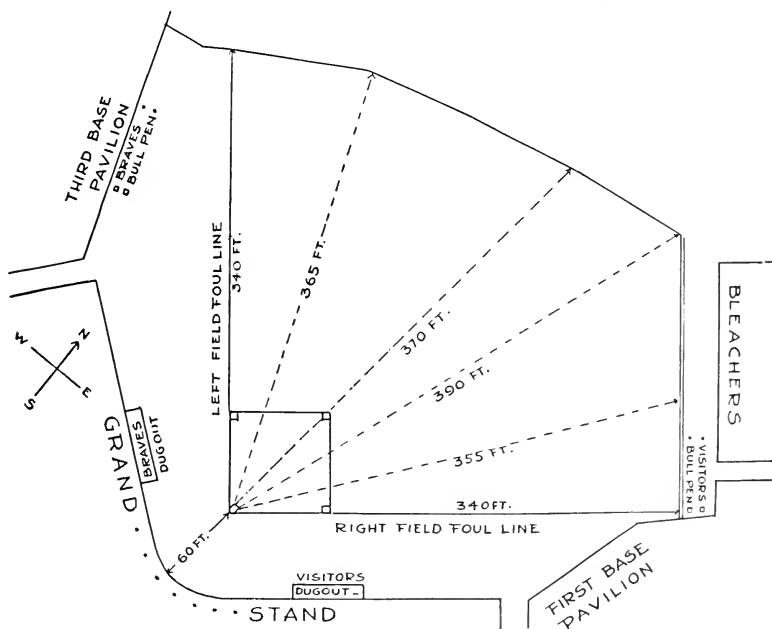 THIRD BASE
PAVILION
BRAVES
BULL PEN
LEFT FIELD FOUL LINE
340 FT.
365 FT.
370 FT.
390 FT.
355 FT.
340FT.
RIGHT FIELD FOUL LINE
60 FT.
BLEACHERS
VISITORS
BULL PEN
W
N
S
E
BRAVES
DUGOUT
GRAND
STAND
VISITORS
DUGOUT
FIRST BASE
PAVILION